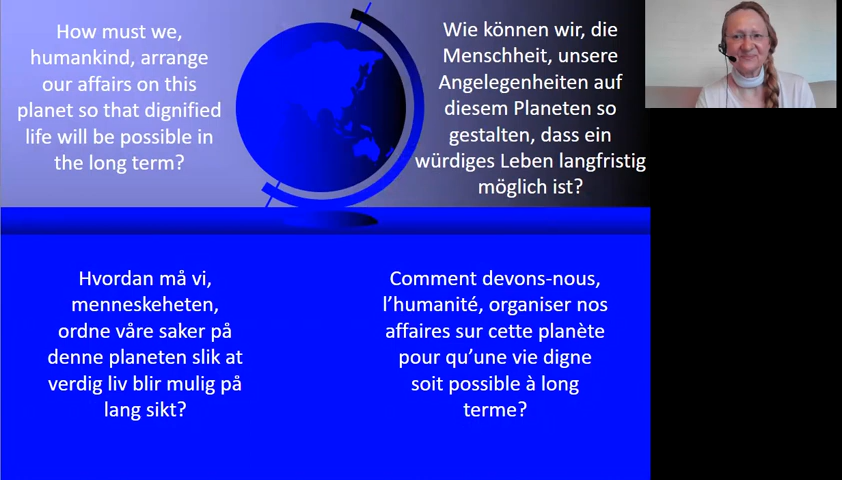 How must we,
humankind, arrange
our affairs on this
planet so that dignified
life will be possible in
the long term?
Wie können wir, die
Menschheit, unsere
Angelegenheiten auf
diesem Planeten so
gestalten, dass ein
würdiges Leben langfristig
möglich ist?
Hvordan må vi,
menneskeheten,
ordne våre saker på
denne planeten slik at
verdig liv blir mulig på
lang sikt?
Comment devons-nous,
l’humanité, organiser nos
affaires sur cette planète
pour qu’une vie digne
soit possible à long
terme?